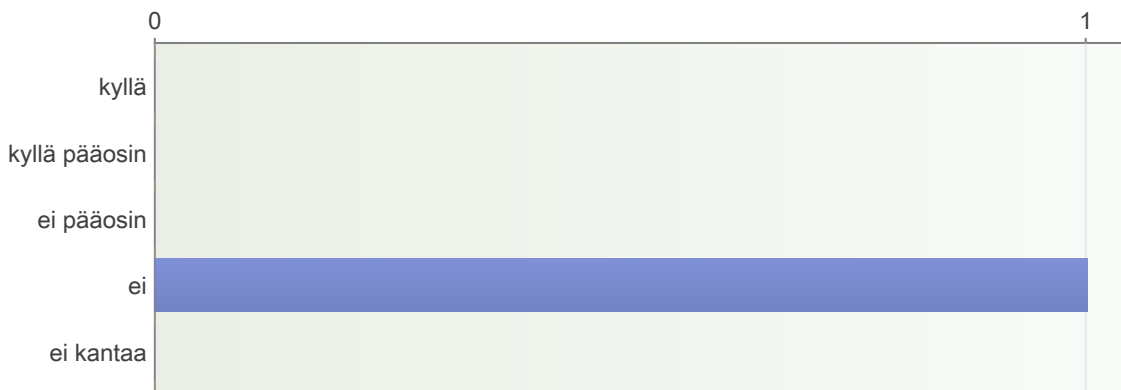 0 1
kyllä
kyllä pääosin
ei pääosin
ei
ei kantaa